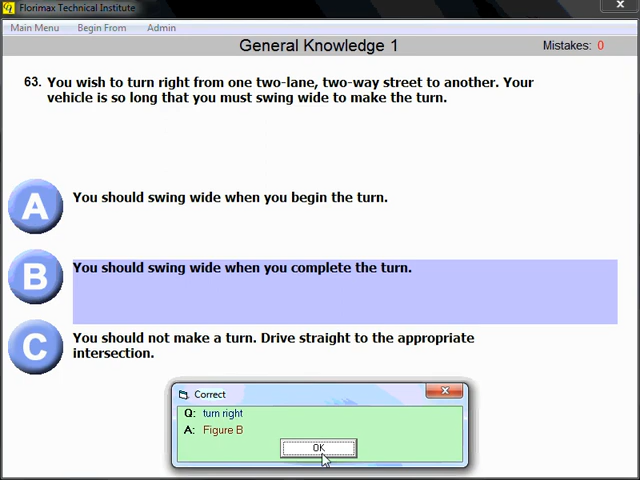 Florimax Technical Institute
Main Menu Begin From Admin
General Knowledge 1 Mistakes: 0
63. You wish to turn right from one two-lane, two-way street to another. Your
vehicle is so long that you must swing wide to make the turn.
A You should swing wide when you begin the turn.
B You should swing wide when you complete the turn.
C You should not make a turn. Drive straight to the appropriate
intersection.
Correct
Q: turn right
A: Figure B
OK